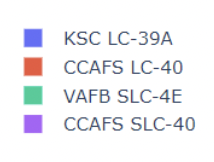 KSC LC-39A
CCAFS LC-40
VAFB SLC-4E
CCAFS SLC-40